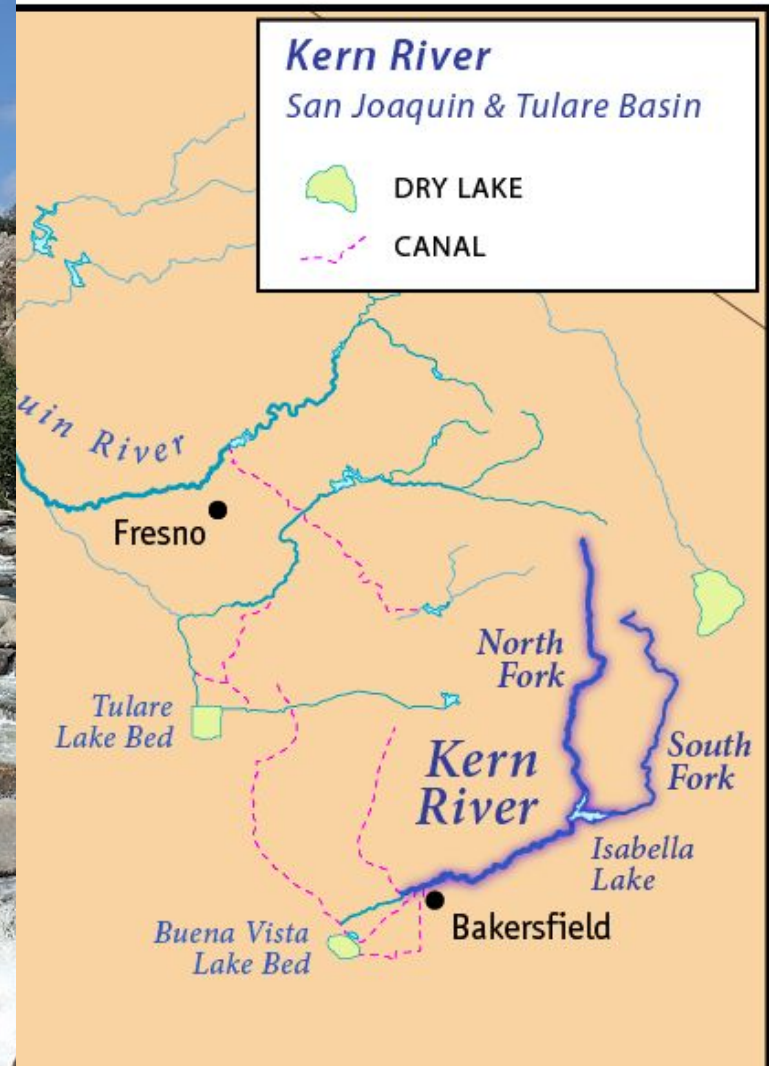 Kern River
San Joaquin & Tulare Basin
DRY LAKE
CANAL
uin River
Fresno
North
Fork
Tulare
Lake Bed
Kern
River
South
Fork
Isabella
Lake
Bakersfield
Buena Vista
Lake Bed